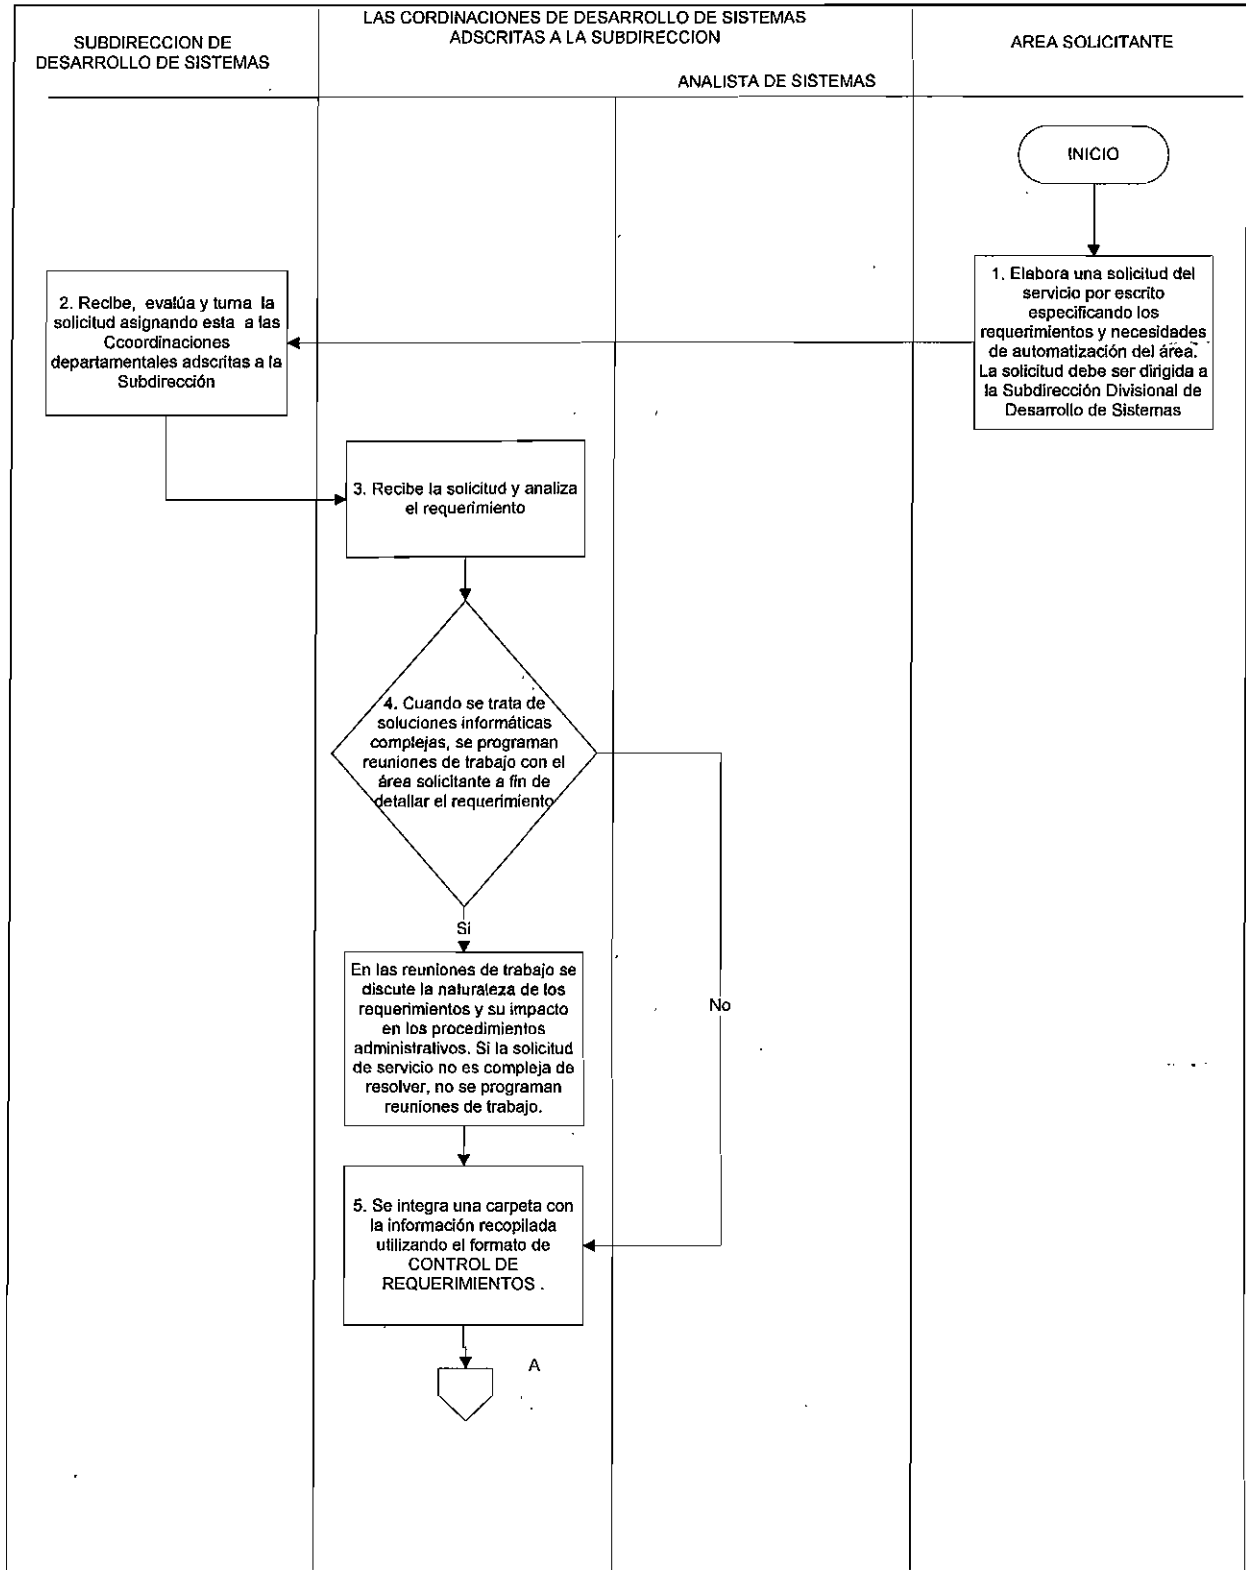 SUBDIRECCION DE
DESARROLLO DE SISTEMAS
LAS CORDINACIONES DE DESARROLLO DE SISTEMAS
ADSCRITAS A LA SUBDIRECCION
ANALISTA DE SISTEMAS
AREA SOLICITANTE
INICIO
1. Elabora una solicitud del
servicio por escrito
especificando los
requerimientos y necesidades
de automatización del área.
La solicitud debe ser dirigida a
la Subdirección Divisional de
Desarrollo de Sistemas
2. Recibe, evalúa y turna la
solicitud asignando esta a las
Ccoordinaciones
departamentales adscritas a la
Subdirección
3. Recibe la solicitud y analiza
el requerimiento
4. Cuando se trata de
soluciones informáticas
complejas, se programan
reuniones de trabajo con el
área solicitante a fin de
detallar el requerimiento
Sí
No
En las reuniones de trabajo se
discute la naturaleza de los
requerimientos y su impacto
en los procedimientos
administrativos. Si la solicitud
de servicio no es compleja de
resolver, no se programan
reuniones de trabajo.
5. Se integra una carpeta con
la información recopilada
utilizando el formato de
CONTROL DE
REQUERIMIENTOS .
A